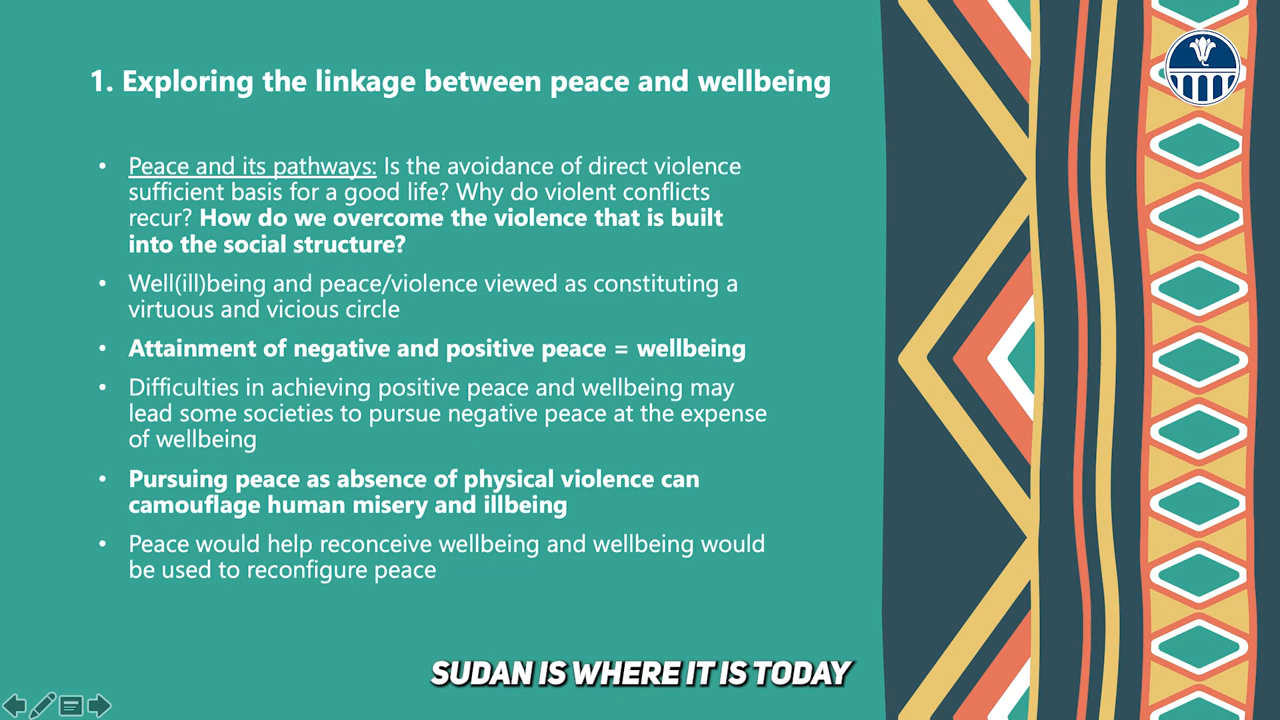 1. Exploring the linkage between peace and wellbeing
• Peace and its pathways: Is the avoidance of direct violence
sufficient basis for a good life? Why do violent conflicts
recur? How do we overcome the violence that is built
into the social structure?
• Well(ill)being and peace/violence viewed as constituting a
virtuous and vicious circle
• Attainment of negative and positive peace = wellbeing
• Difficulties in achieving positive peace and wellbeing may
lead some societies to pursue negative peace at the expense
of wellbeing
• Pursuing peace as absence of physical violence can
camouflage human misery and illbeing
• Peace would help reconceive wellbeing and wellbeing would
be used to reconfigure peace
SUDAN IS WHERE IT IS TODAY